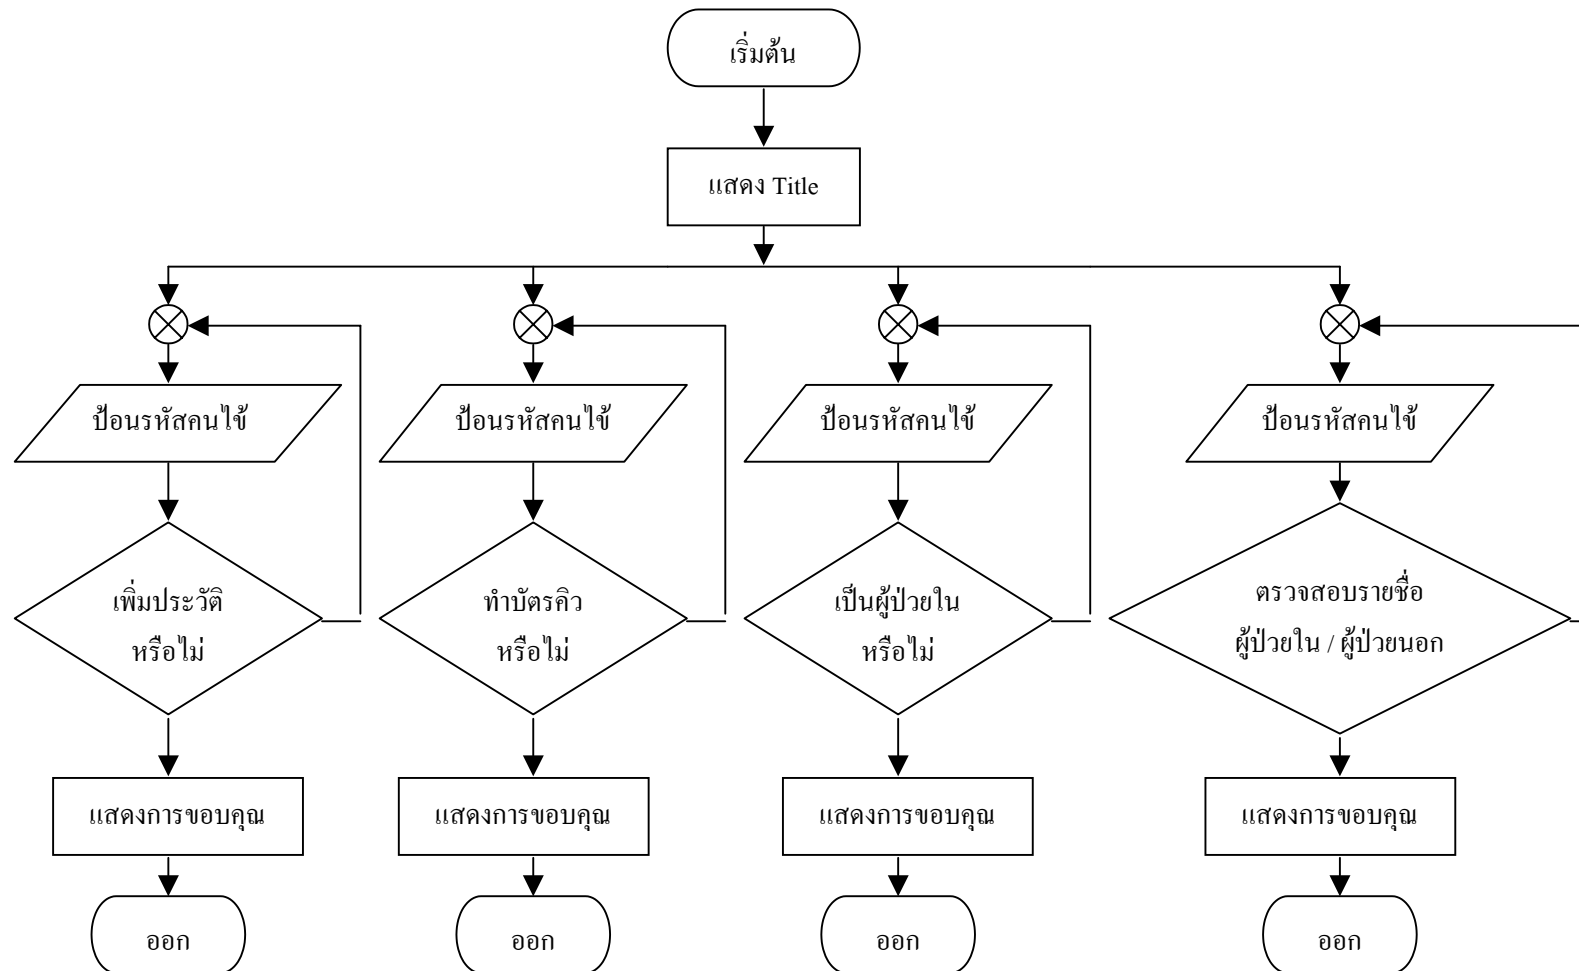 เริ่มต้น
แสดง Title
ป้อนรหัสคนไข้
ป้อนรหัสคนไข้
ป้อนรหัสคนไข้
ป้อนรหัสคนไข้
เพิ่มประวัติ
หรือไม่
ทำบัตรคิว
หรือไม่
เป็นผู้ป่วยใน
หรือไม่
ตรวจสอบรายชื่อ
ผู้ป่วยใน / ผู้ป่วยนอก
แสดงการขอบคุณ
แสดงการขอบคุณ
แสดงการขอบคุณ
แสดงการขอบคุณ
ออก
ออก
ออก
ออก